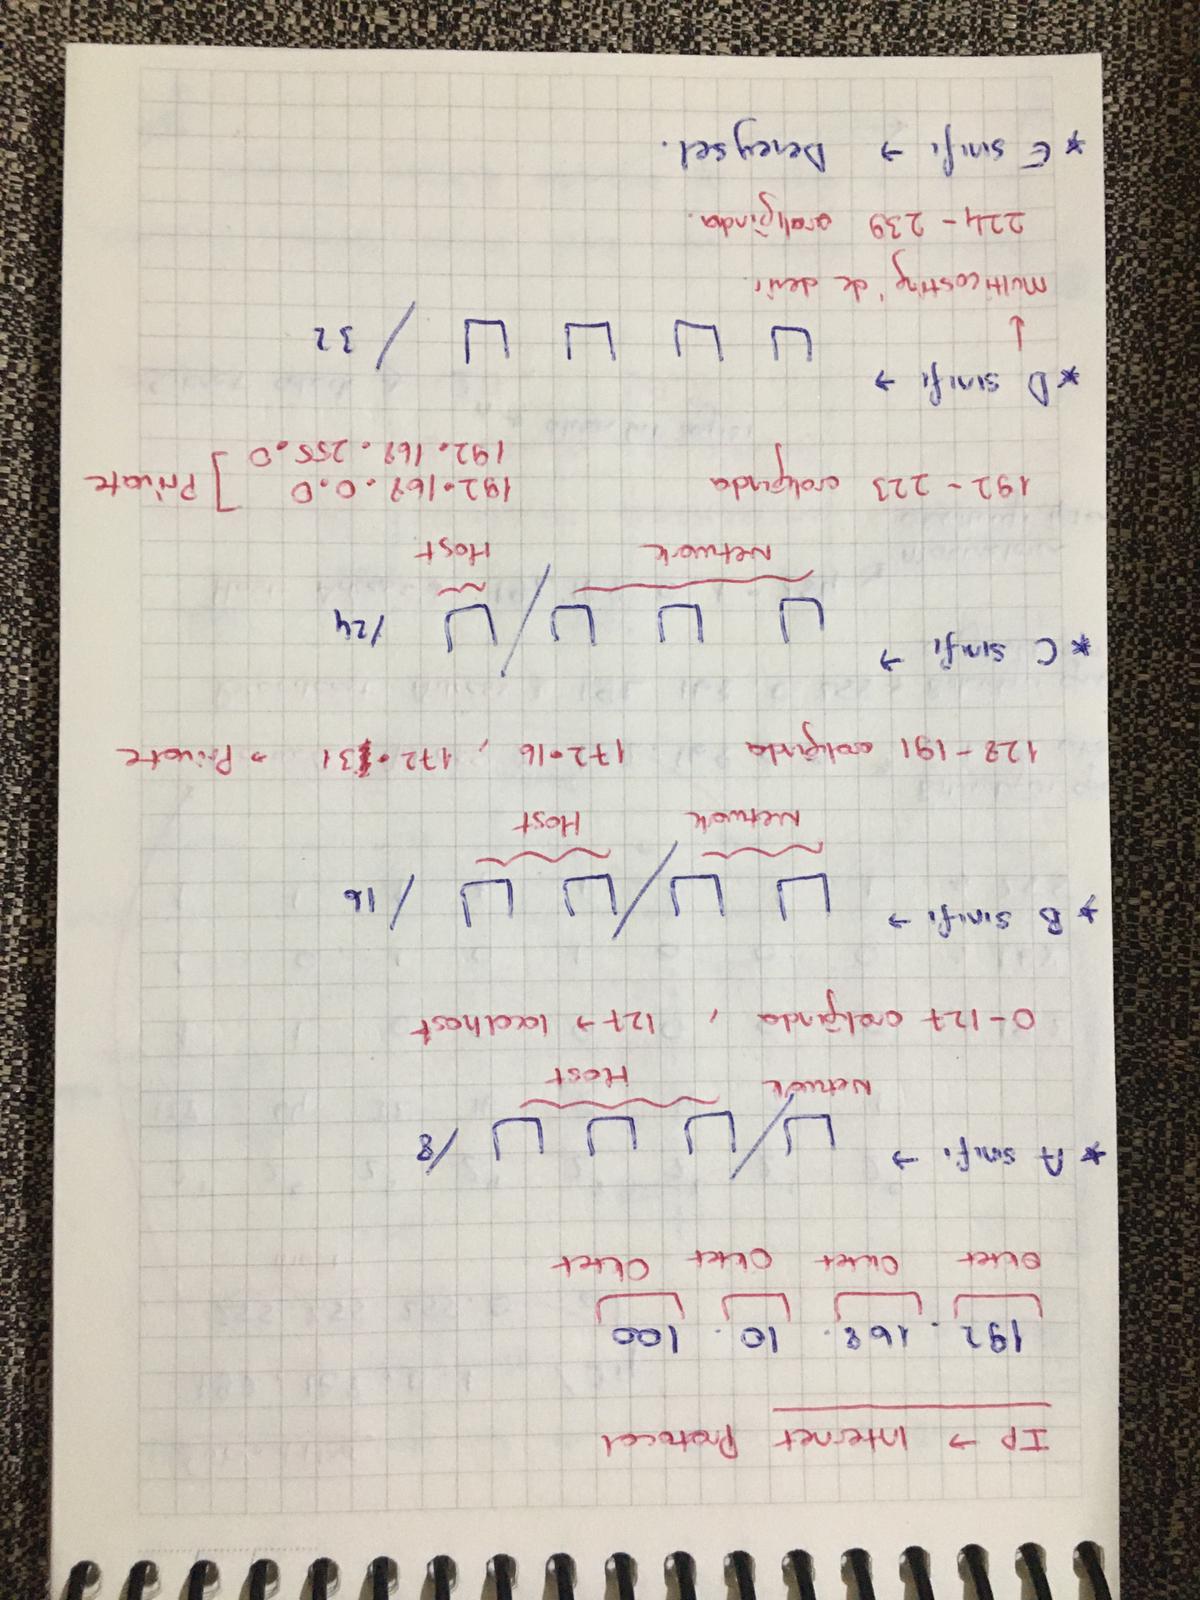 IP → Internet Protocol
192 . 168 . 10 . 100
Oktet Oktet Oktet Oktet
* A sınıfı → /8
Network Host
0-127 aralığında , 127 → localhost
* B sınıfı → / 16
Network Host
128-191 aralığında 172.16 , 172.31 → Private
* C sınıfı → /24
Network Host
192-223 aralığında 192.168.0.0
192.168.255.0 ] Private
* D sınıfı → / 32
↓
multicasting'de denir.
224-239 aralığında.
* E sınıfı → Deneysel.